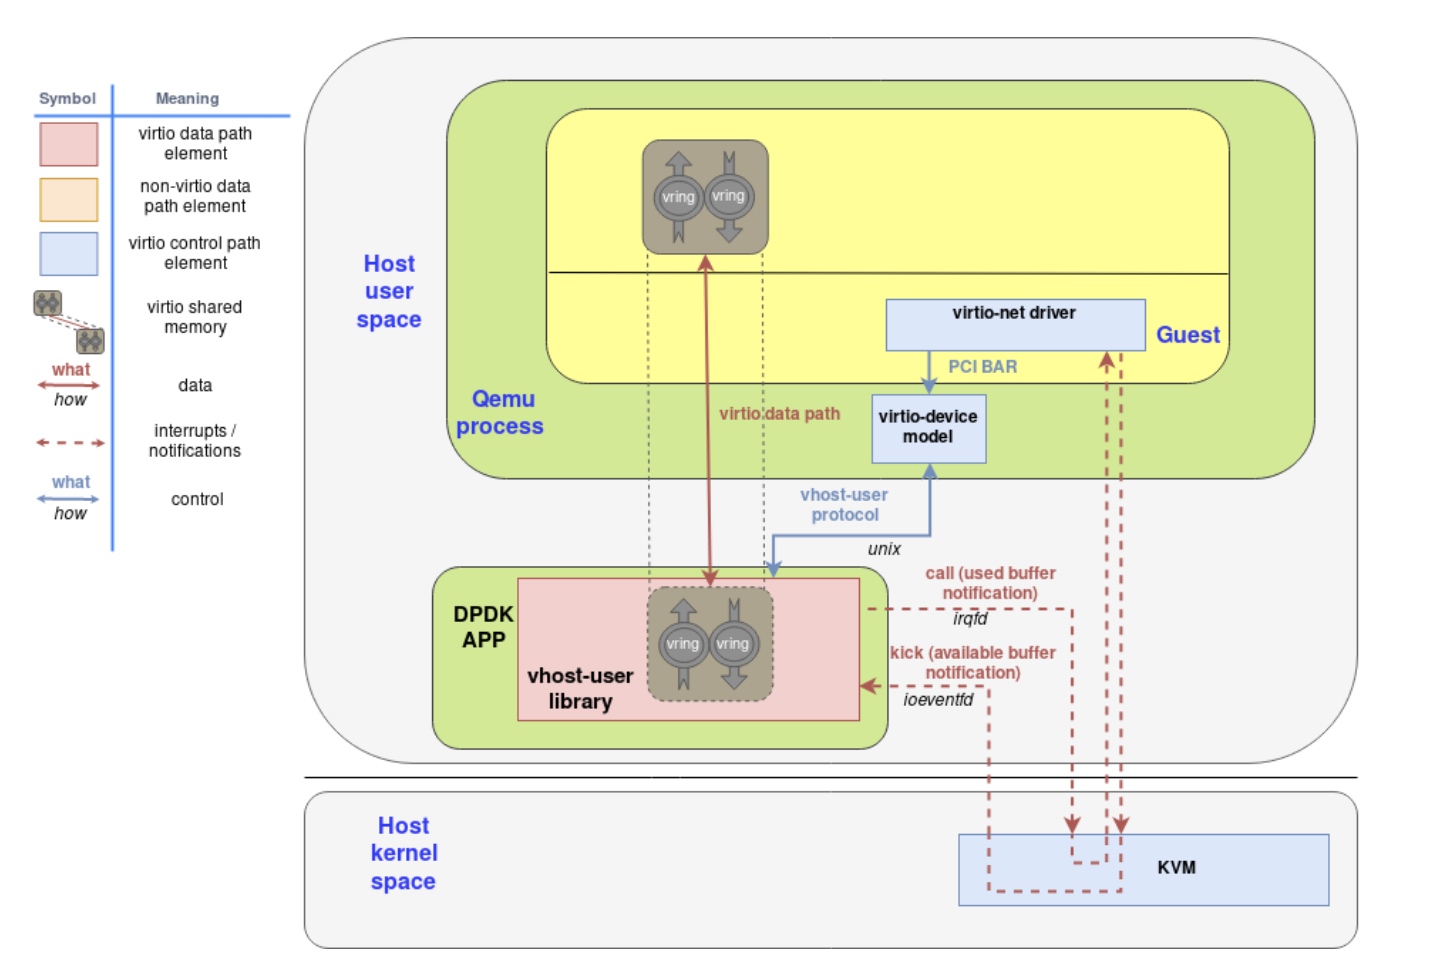 Symbol Meaning
virtio data path
element
non-virtio data
path element
virtio control path
element
virtio shared
memory
what
how
data
interrupts /
notifications
what
how
control
Host
user
space
vring vring
virtio-net driver
Guest
PCI BAR
Qemu
process
virtio data path
virtio-device
model
vhost-user
protocol
unix
DPDK
APP
vhost-user
library
vring vring
call (used buffer
notification)
irqfd
kick (available buffer
notification)
ioeventfd
Host
kernel
space
KVM